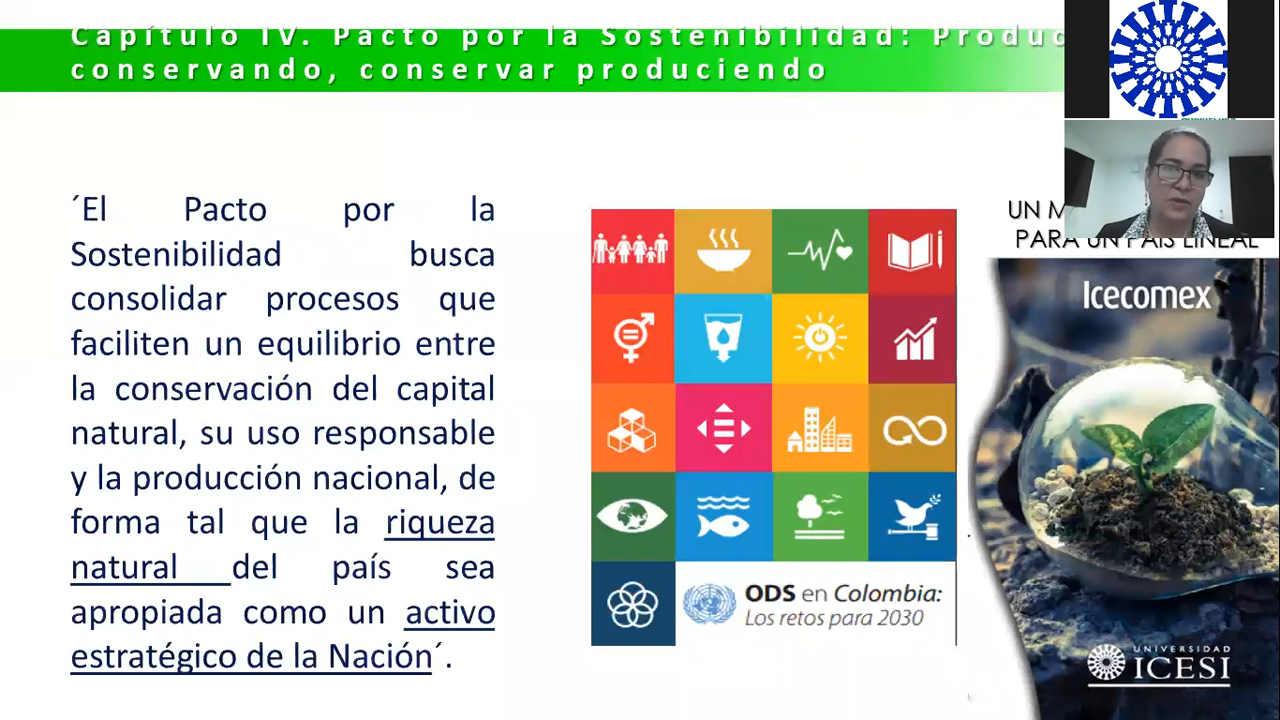 Capítulo IV. Pacto por la Sostenibilidad:
conservando, conservar produciendo
´El Pacto por la
Sostenibilidad busca
consolidar procesos que
faciliten un equilibrio entre
la conservación del capital
natural, su uso responsable
y la producción nacional, de
forma tal que la riqueza
natural del país sea
apropiada como un activo
estratégico de la Nación´.
ODS en Colombia:
Los retos para 2030
UN
PARA UN PAÍS LINEAL
Icecomex
UNIVERSIDAD
ICESI